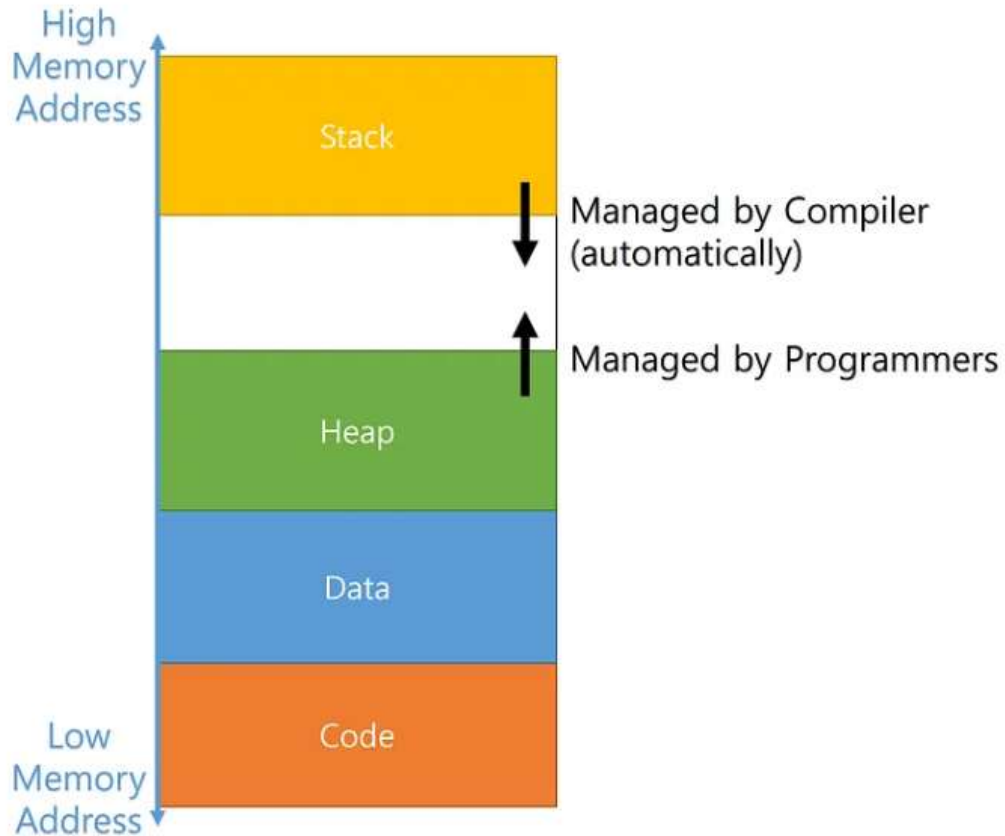 High
Memory
Address
Stack
Managed by Compiler
(automatically)
Managed by Programmers
Heap
Data
Code
Low
Memory
Address